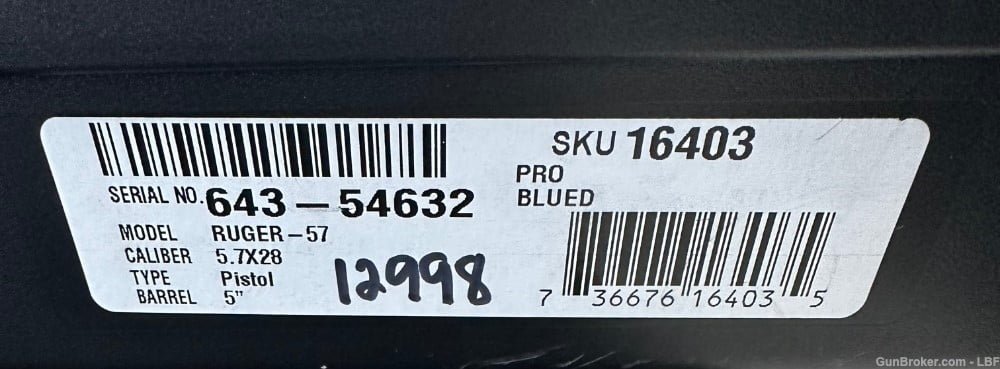 SERIAL NO. 643-54632
MODEL RUGER-57
CALIBER 5.7X28
TYPE Pistol
BARREL 5"
12998
SKU 16403
PRO
BLUED
7 36676 16403 5
GunBroker.com - LBF